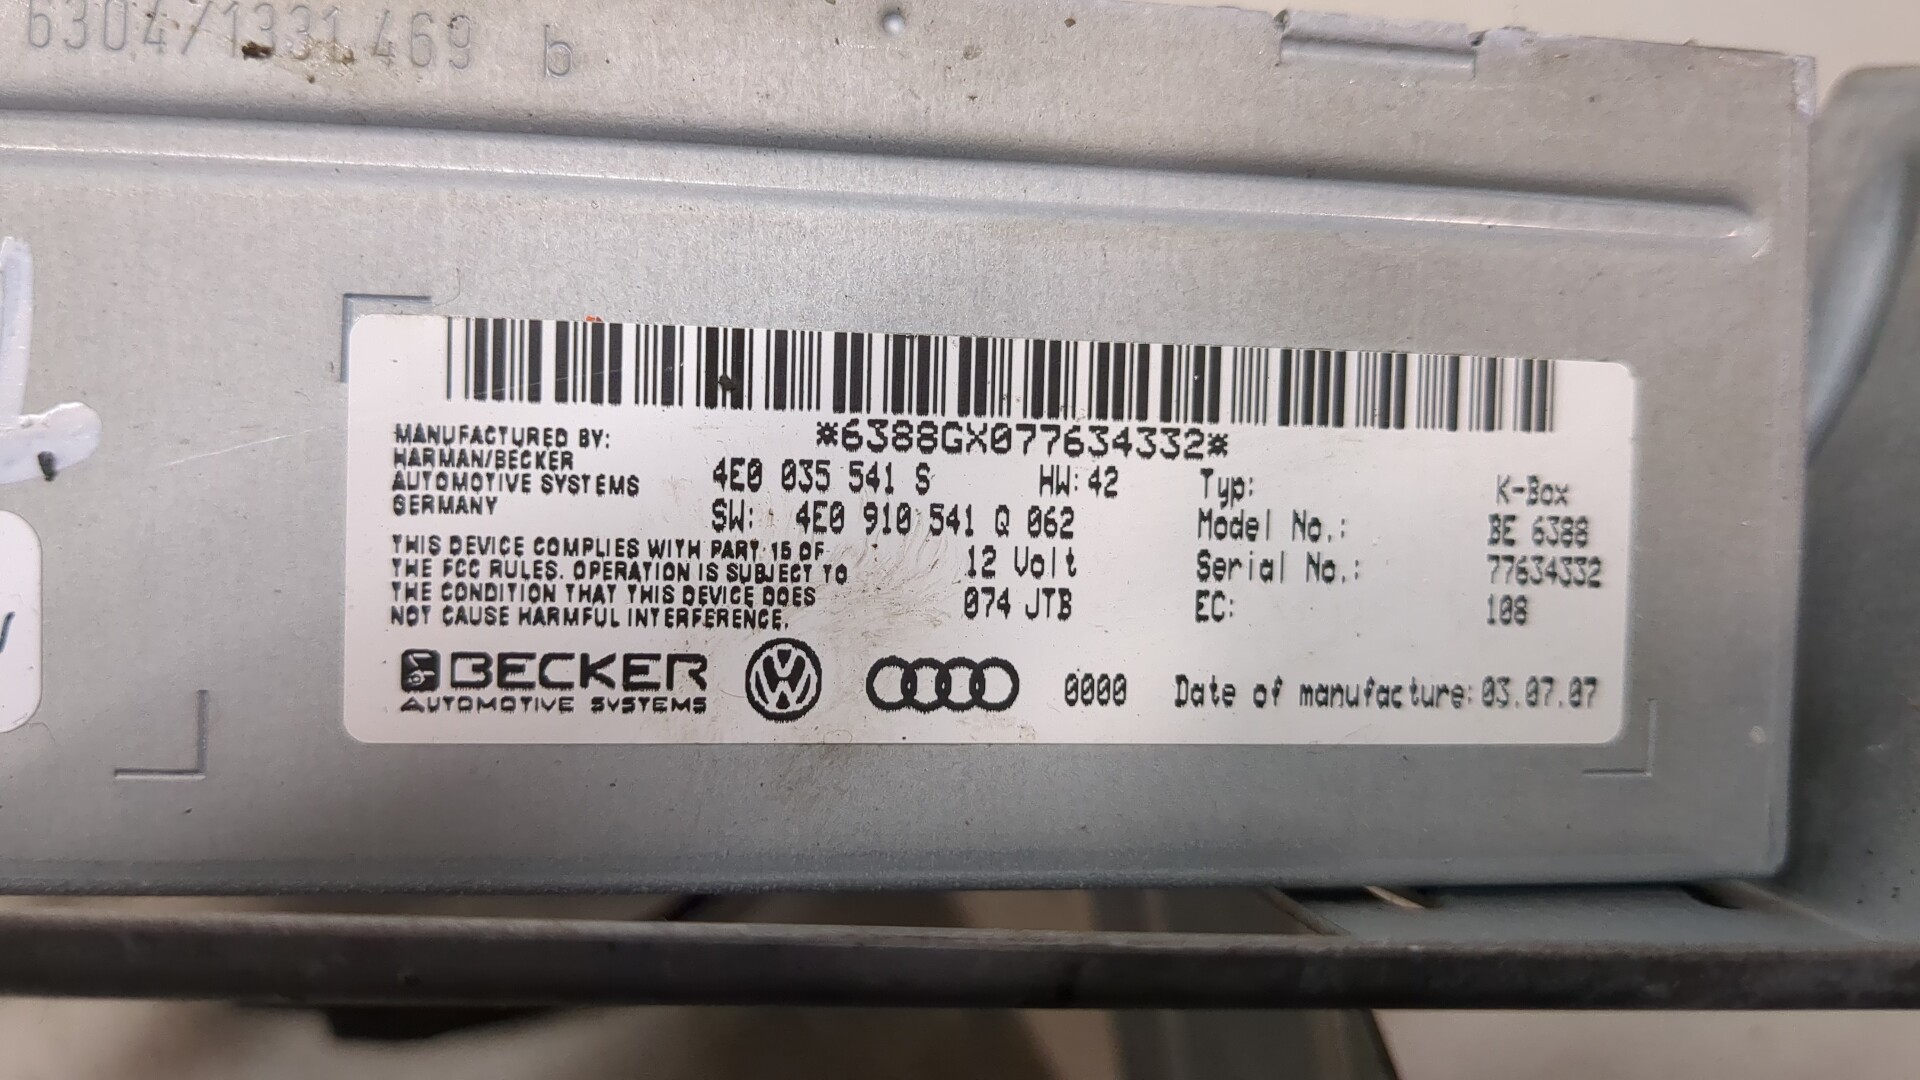 6304/1331 469 b
*6388GX077634332*
MANUFACTURED BY:
HARMAN/BECKER
AUTOMOTIVE SYSTEMS
GERMANY
4E0 035 541 S HW: 42
SW: 4E0 910 541 Q 062
12 Volt
074 JTB
Typ: K-Box
Model No.: BE 6388
Serial No.: 77634332
EC: 108
THIS DEVICE COMPLIES WITH PART 15 OF
THE FCC RULES. OPERATION IS SUBJECT TO
THE CONDITION THAT THIS DEVICE DOES
NOT CAUSE HARMFUL INTERFERENCE.
BECKER
AUTOMOTIVE SYSTEMS
0000 Date of manufacture: 03.07.07